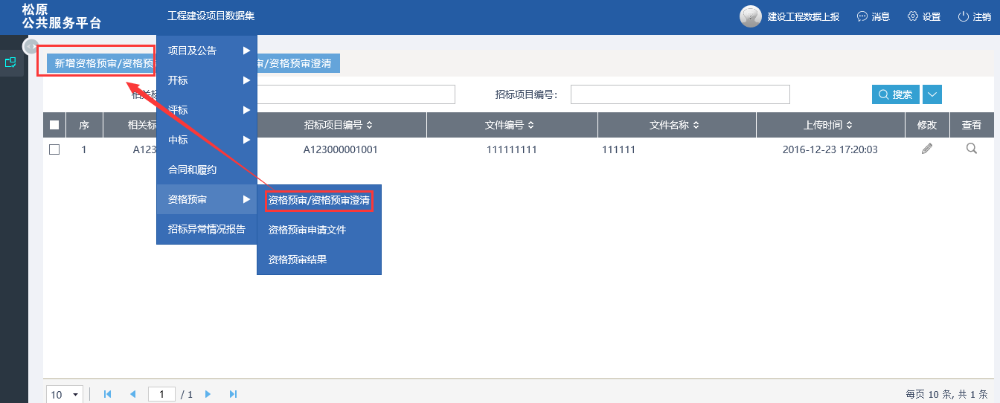 松原
公共服务平台
工程建设项目数据集
建设工程数据上报
消息
设置
注销
新增资格预审/资格预
审/资格预审澄清
项目及公告
开标
评标
中标
合同和履约
资格预审
招标异常情况报告
资格预审/资格预审澄清
资格预审申请文件
资格预审结果
相关标
招标项目编号:
搜索
序 相关标 招标项目编号 文件编号 文件名称 上传时间 修改 查看
1 A123 A123000001001 111111111 111111 2016-12-23 17:20:03
10 1 / 1 每页 10 条, 共 1 条